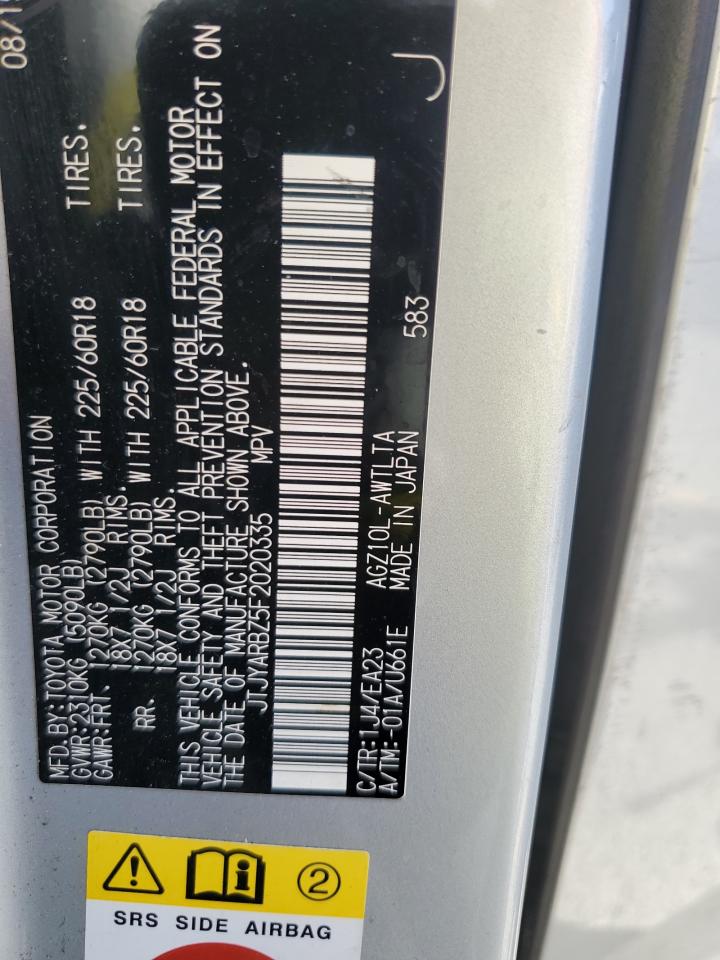 MFD.BY:TOYOTA MOTOR CORPORATION 08/1
GVWR:2310KG (5090LB)
GAWR:FRT. 1270KG (2790LB) WITH 225/60R18 TIRES.
18X7 1/2J RIMS.
RR. 1270KG (2790LB) WITH 225/60R18 TIRES.
18X7 1/2J RIMS.
THIS VEHICLE CONFORMS TO ALL APPLICABLE FEDERAL MOTOR
VEHICLE SAFETY AND THEFT PREVENTION STANDARDS IN EFFECT ON
THE DATE OF MANUFACTURE SHOWN ABOVE.
JTJYARBZ5F2020335 MPV
C/TR:1J4/EA23 AGZ10L-AWTLTA
A/TM:-01A/U661E MADE IN JAPAN 583 J
2
SRS SIDE AIRBAG